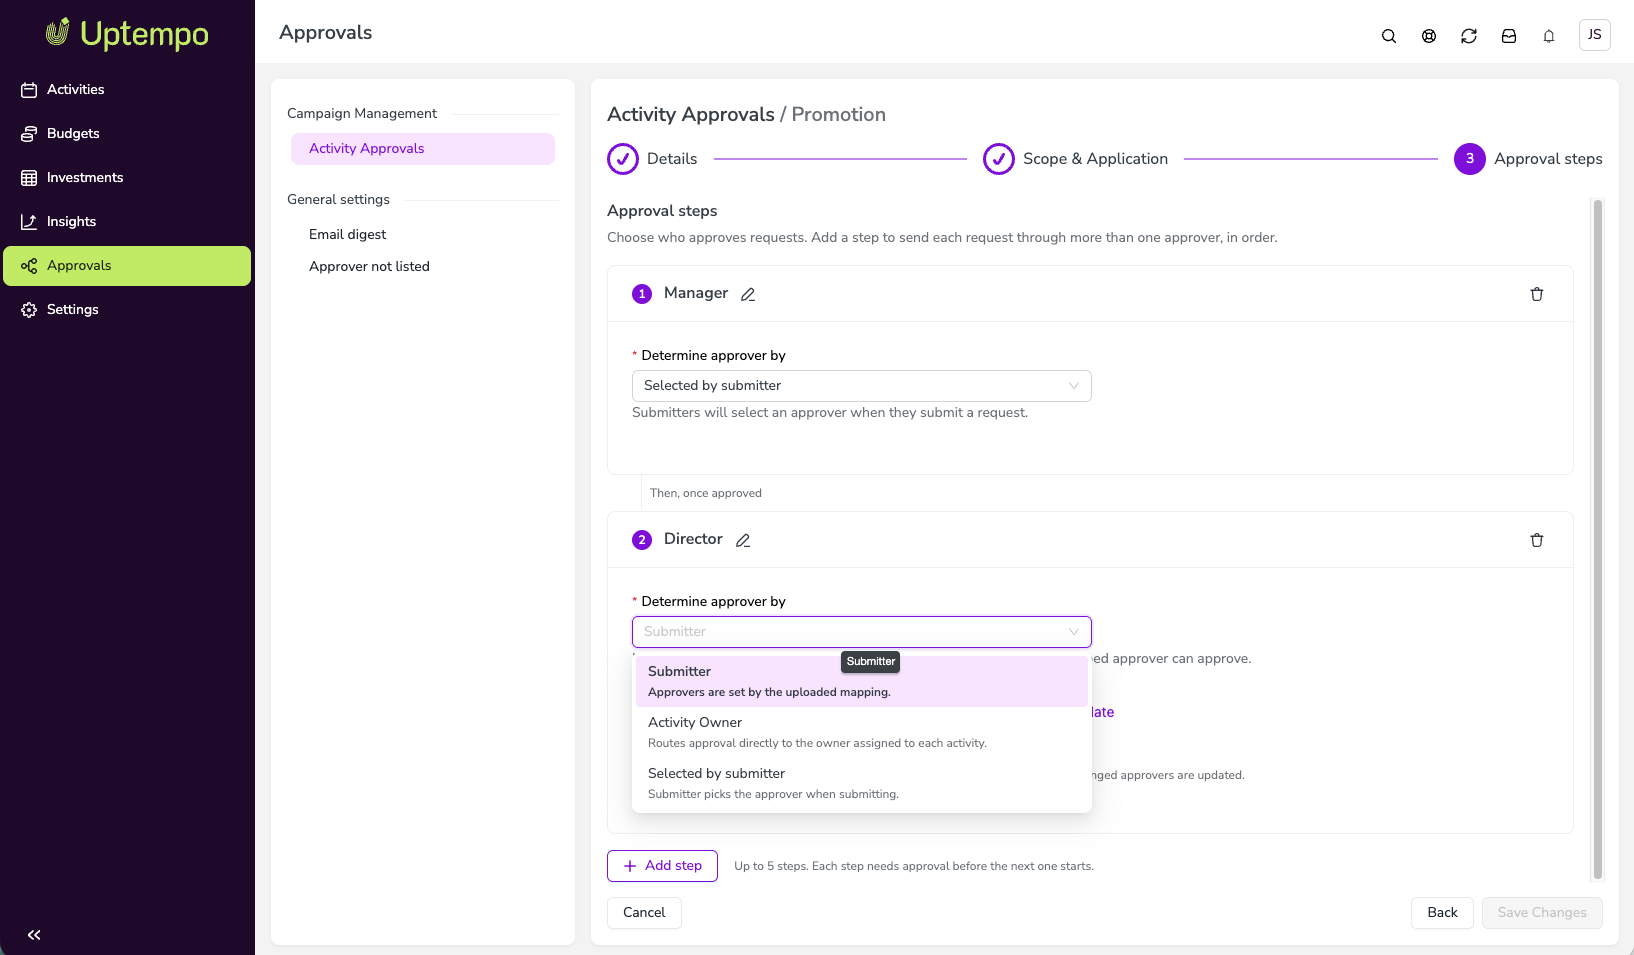 Uptempo
Approvals
JS
Activities
Budgets
Investments
Insights
Approvals
Settings
Campaign Management
Activity Approvals
General settings
Email digest
Approver not listed
Activity Approvals / Promotion
Details
Scope & Application
3 Approval steps
Approval steps
Choose who approves requests. Add a step to send each request through more than one approver, in order.
1 Manager
* Determine approver by
Selected by submitter
Submitters will select an approver when they submit a request.
Then, once approved
2 Director
* Determine approver by
Submitter
approver can approve.
Submitter
Submitter
Approvers are set by the uploaded mapping.
Activity Owner
Routes approval directly to the owner assigned to each activity.
approvers are updated.
Selected by submitter
Submitter picks the approver when submitting.
+ Add step
Up to 5 steps. Each step needs approval before the next one starts.
Cancel
Back
Save Changes